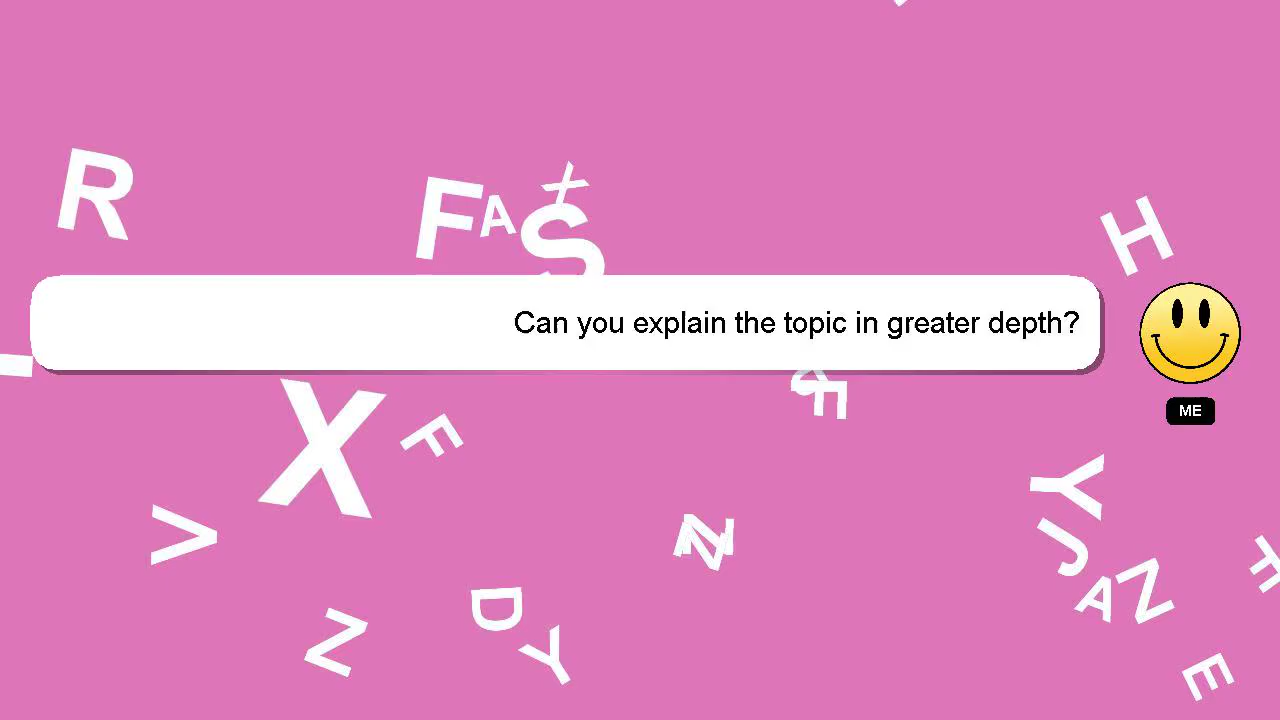 R
F
A
X
S
H
Can you explain the topic in greater depth?
ME
X
F
F
Y
V
J
N
Z
A
Z
D
Y
N
E
F